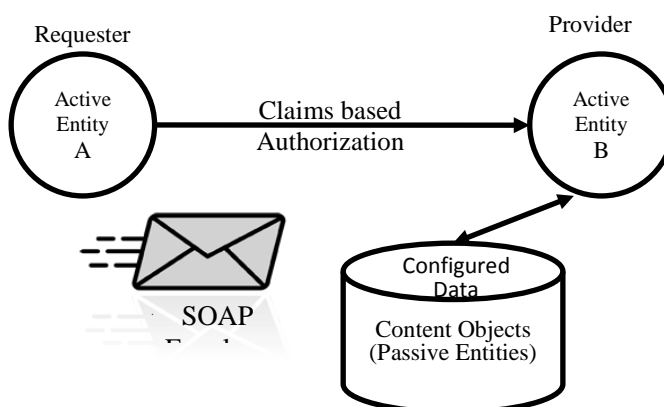 Requester
Provider
Active
Entity
A
Claims based
Authorization
Active
Entity
B
SOAP
Configured
Data
Content Objects
(Passive Entities)